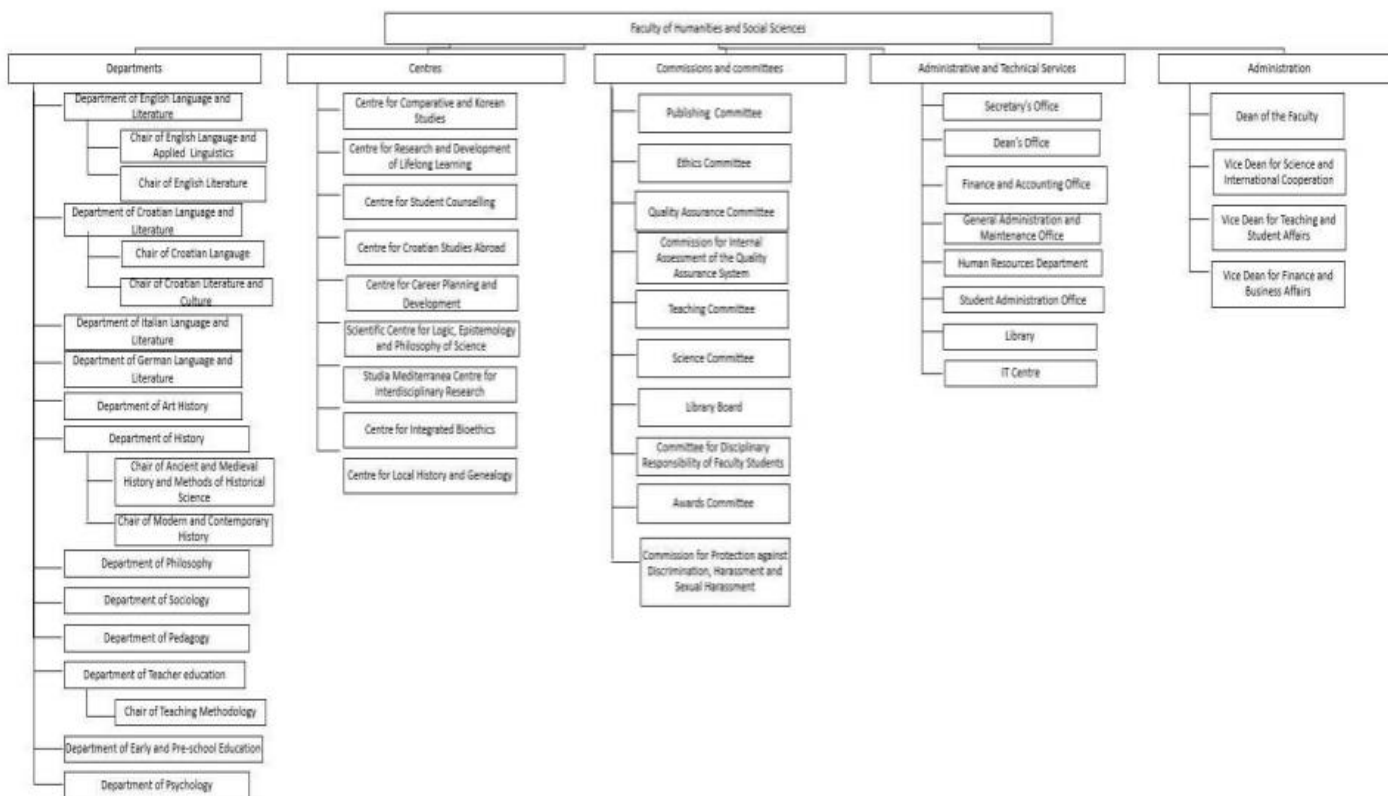 Faculty of Humanities and Social Sciences
Departments
Department of English Language and
Literature
Chair of English Langauge and
Applied Linguistics
Chair of English Literature
Department of Croatian Language and
Literature
Chair of Croatian Langauge
Chair of Croatian Literature and
Culture
Department of Italian Language and
Literature
Department of German Language and
Literature
Department of Art History
Department of History
Chair of Ancient and Medieval
History and Methods of Historical
Science
Chair of Modern and Contemporary
History
Department of Philosophy
Department of Sociology
Department of Pedagogy
Department of Teacher education
Chair of Teaching Methodology
Department of Early and Pre-school Education
Department of Psychology
Centres
Centre for Comparative and Korean
Studies
Centre for Research and Development
of Lifelong Learning
Centre for Student Counselling
Centre for Croatian Studies Abroad
Centre for Career Planning and
Development
Scientific Centre for Logic, Epistemology
and Philosophy of Science
Studia Mediterranea Centre for
Interdisciplinary Research
Centre for Integrated Bioethics
Centre for Local History and Genealogy
Commissions and committees
Publishing Committee
Ethics Committee
Quality Assurance Committee
Commission for Internal
Assessment of the Quality
Assurance System
Teaching Committee
Science Committee
Library Board
Committee for Disciplinary
Responsibility of Faculty Students
Awards Committee
Commission for Protection against
Discrimination, Harassment and
Sexual Harassment
Administrative and Technical Services
Secretary's Office
Dean's Office
Finance and Accounting Office
General Administration and
Maintenance Office
Human Resources Department
Student Administration Office
Library
IT Centre
Administration
Dean of the Faculty
Vice Dean for Science and
International Cooperation
Vice Dean for Teaching and
Student Affairs
Vice Dean for Finance and
Business Affairs